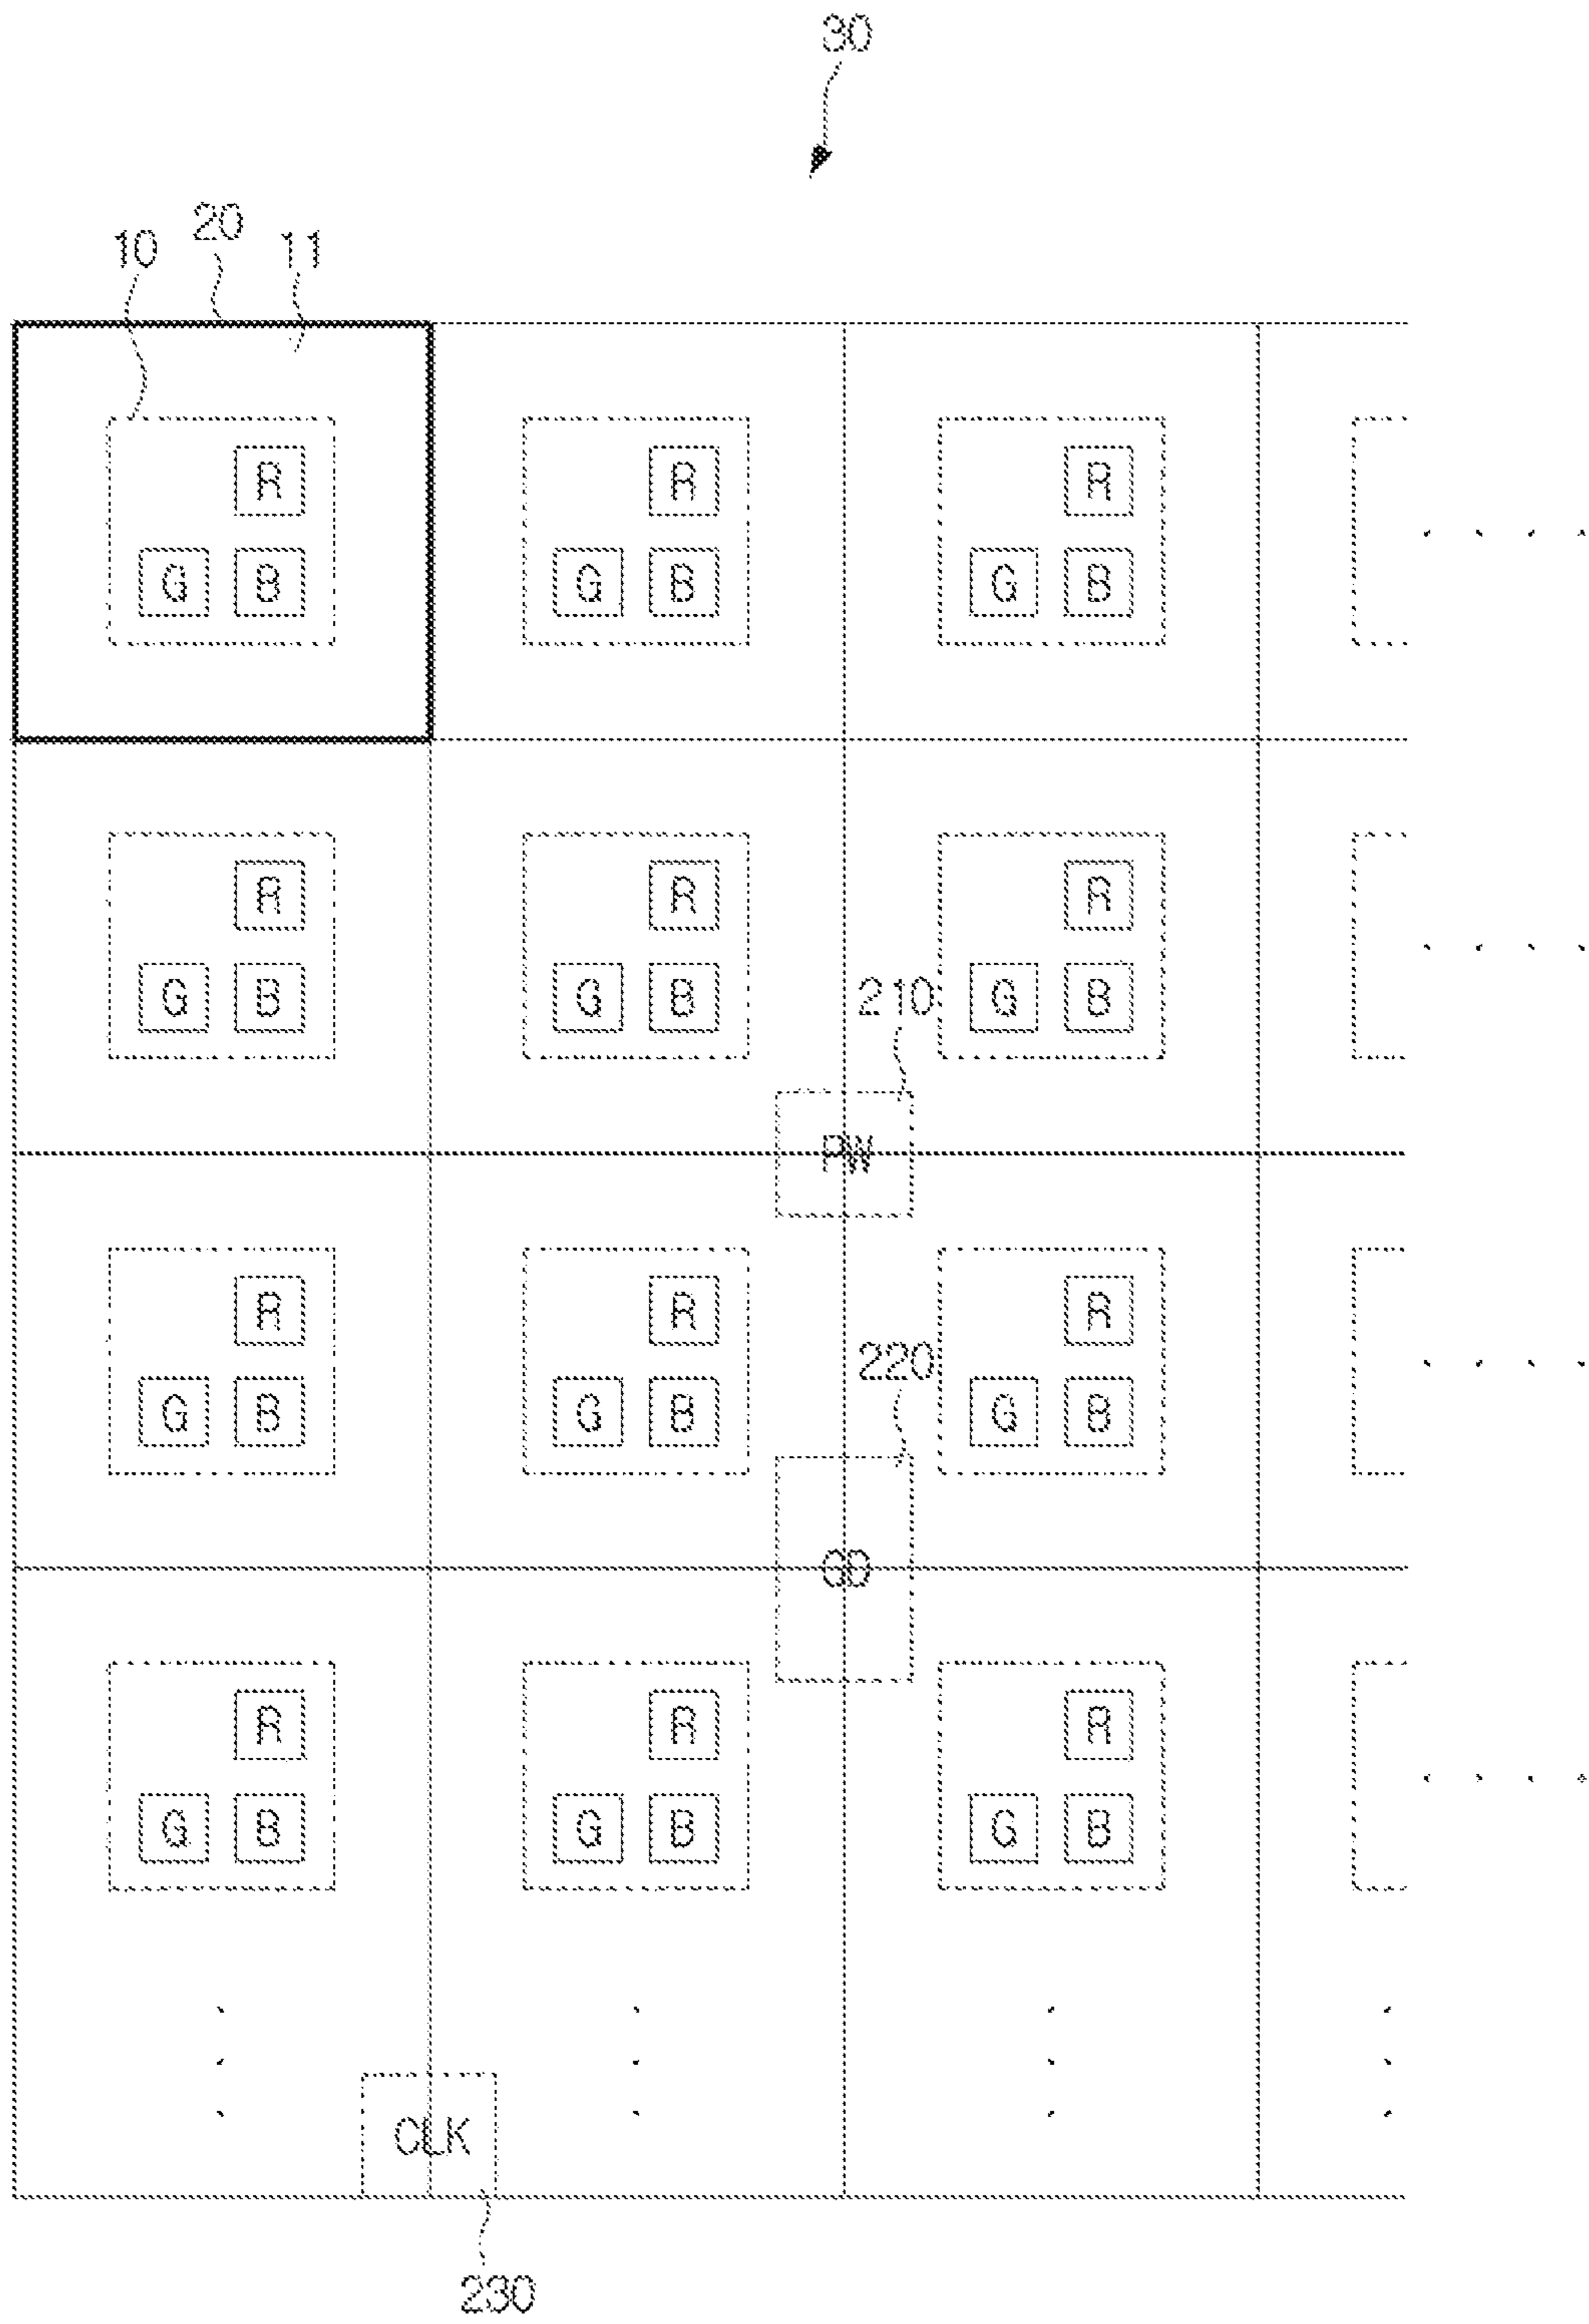 30
10 20 11
R R R
G B G B G B
R R R
G B G B 210 G B
PW
R R R
220
G B G B G B
GD
R R R
G B G B G B
CLK
230